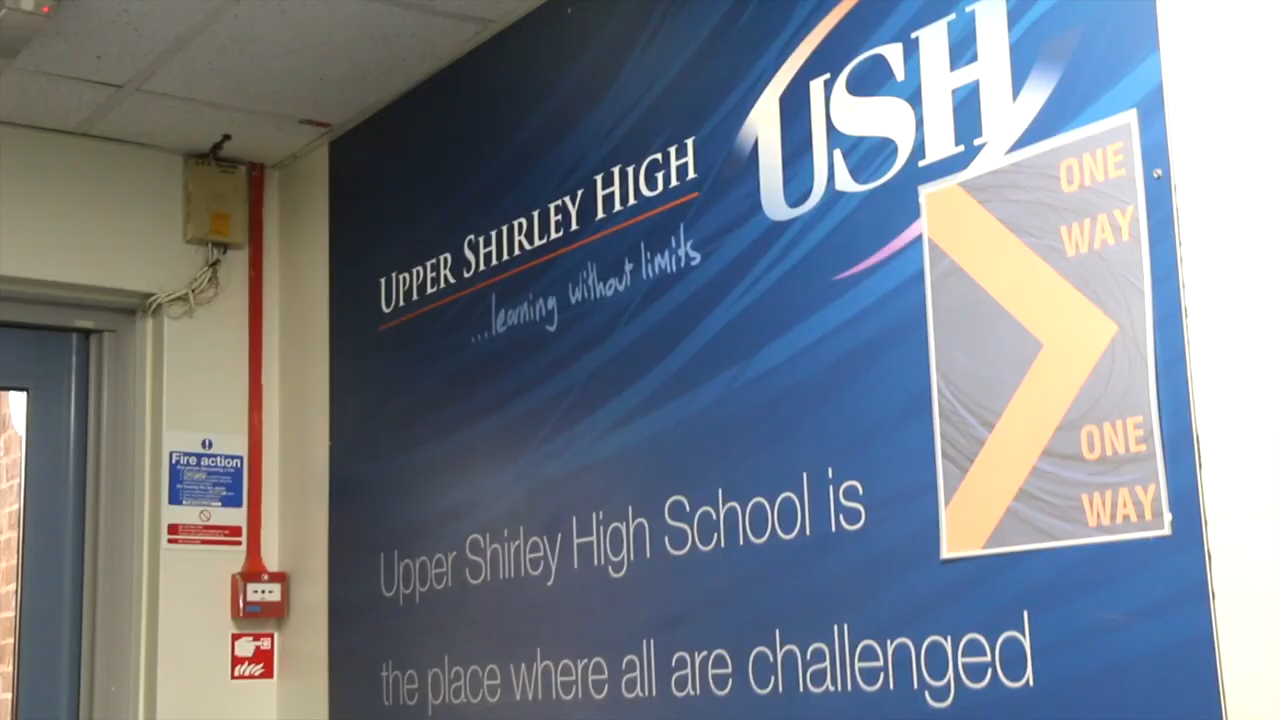 USH
UPPER SHIRLEY HIGH
...learning without limits
ONE
WAY
ONE
WAY
Upper Shirley High School is
the place where all are challenged
Fire action